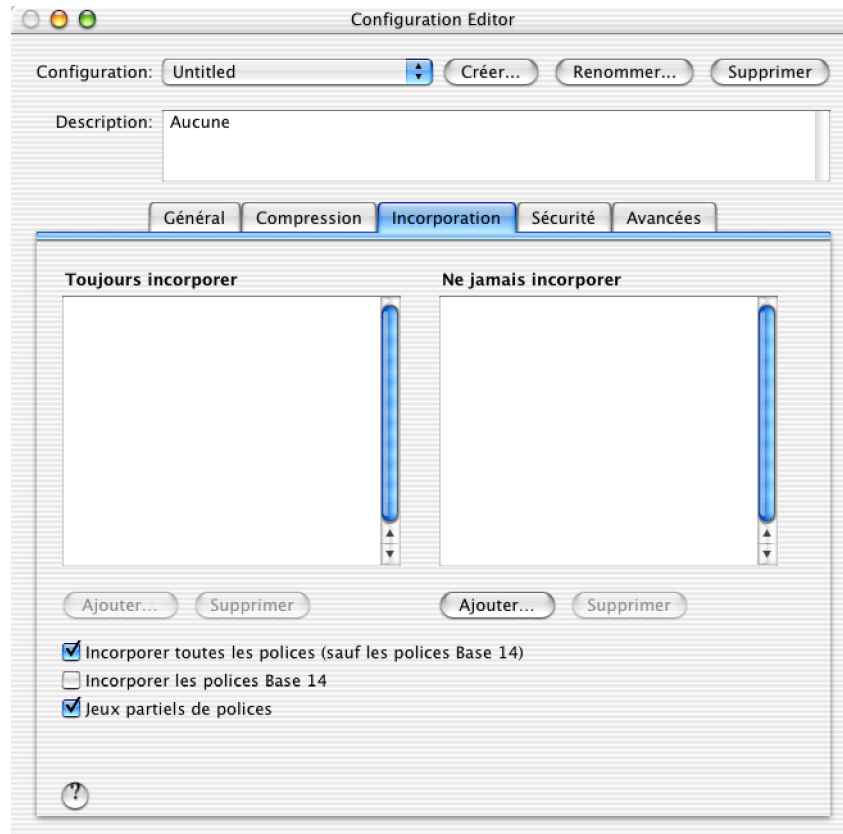 Configuration Editor
Configuration: Untitled Créer... Renommer... Supprimer
Description: Aucune
Général Compression Incorporation Sécurité Avancées
Toujours incorporer Ne jamais incorporer
Ajouter... Supprimer Ajouter... Supprimer
Incorporer toutes les polices (sauf les polices Base 14)
Incorporer les polices Base 14
Jeux partiels de polices
?